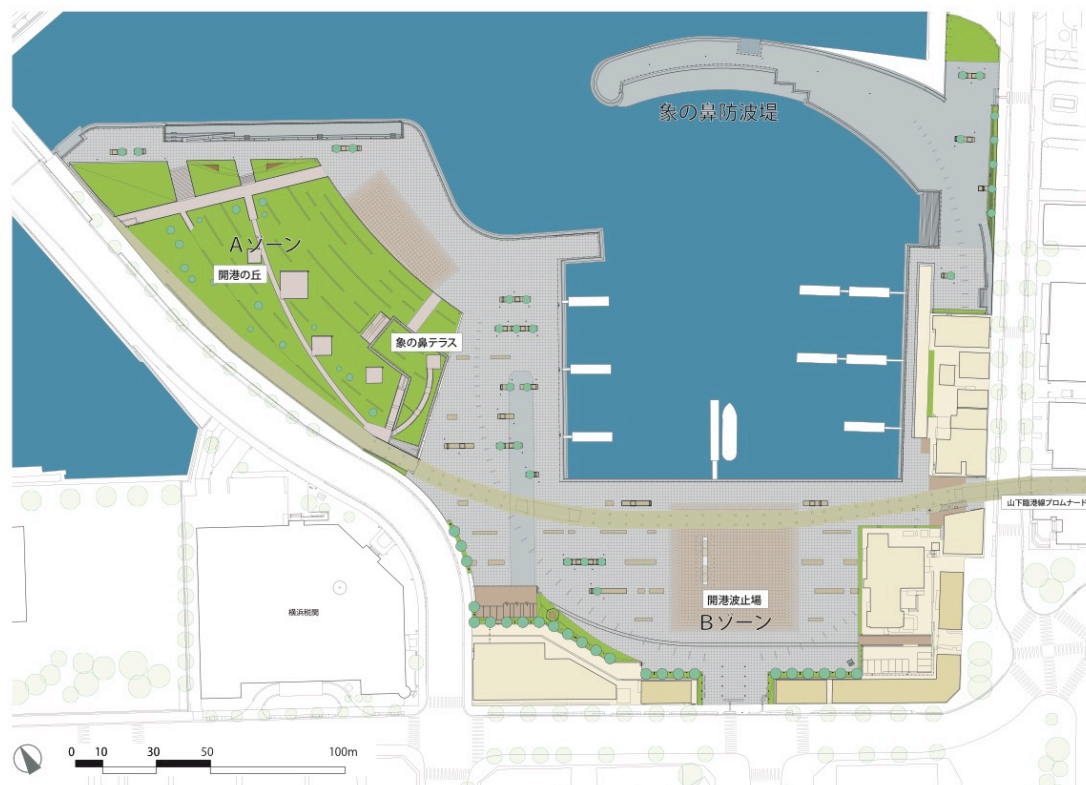 象の鼻防波堤
Aゾーン
開港の丘
象の鼻テラス
山下臨港線プロムナード
開港波止場
Bゾーン
横浜税関
0 10 30 50 100m